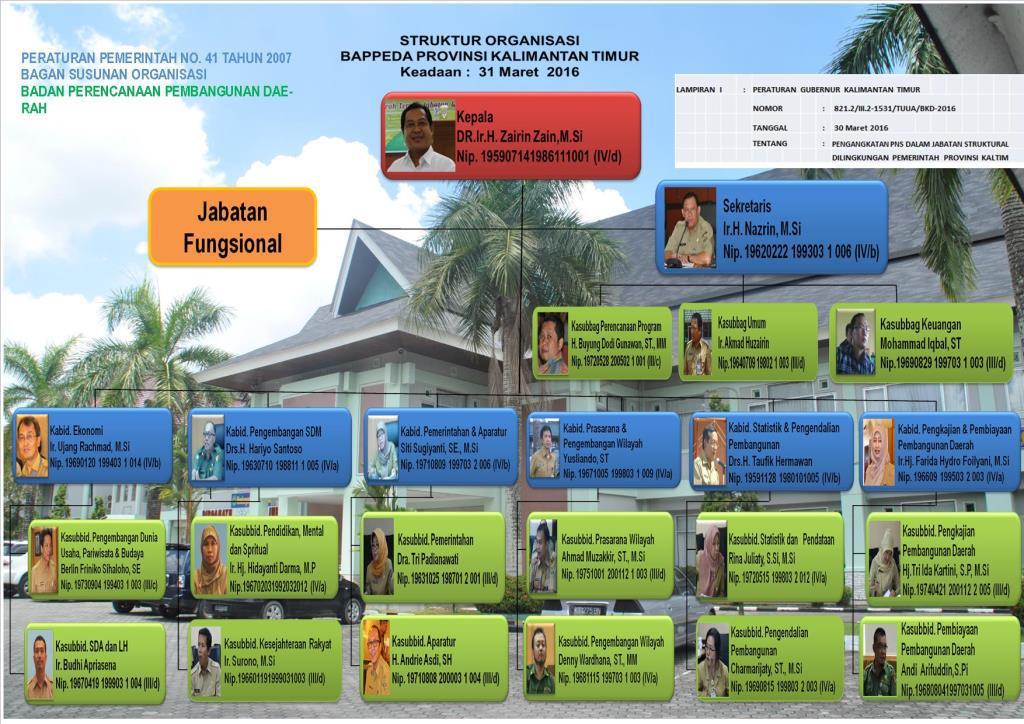 STRUKTUR ORGANISASI
BAPPEDA PROVINSI KALIMANTAN TIMUR
Keadaan : 31 Maret 2016
PERATURAN PEMERINTAH NO. 41 TAHUN 2007
BAGAN SUSUNAN ORGANISASI
BADAN PERENCANAAN PEMBANGUNAN DAE-
RAH
LAMPIRAN I : PERATURAN GUBERNUR KALIMANTAN TIMUR
NOMOR : 821.2/III.2-1531/TUUA/BKD-2016
TANGGAL : 30 Maret 2016
TENTANG : PENGANGKATAN PNS DALAM JABATAN STRUKTURAL
DILINGKUNGAN PEMERINTAH PROVINSI KALTIM
Kepala
DR.Ir.H. Zairin Zain,M.Si
Nip. 195907141986111001 (IV/d)
Jabatan
Fungsional
Sekretaris
Ir.H. Nazrin, M.Si
Nip. 19620222 199303 1 006 (IV/b)
Kasubbag Perencanaan Program
H. Buyung Dodi Gunawan, ST., MM
Nip. 19720528 200502 1 001 (III/c)
Kasubbag Umum
Ir. Akmad Huzairin
Nip. 19640709 19802 1 003 (III/d)
Kasubbag Keuangan
Mohammad Iqbal, ST
Nip. 19690829 199703 1 003 (III/d)
Kabid. Ekonomi
Ir. Ujang Rachmad, M.Si
Nip. 19690120 199403 1 014 (IV/b)
Kabid. Pengembangan SDM
Drs.H. Hariyo Santoso
Nip. 19630710 198811 1 005 (IV/a)
Kabid. Pemerintahan & Aparatur
Siti Sugiyanti, SE., M.Si
Nip. 19710809 199703 2 006 (IV/b)
Kabid. Prasarana &
Pengembangan Wilayah
Yusliando, ST
Nip. 19671005 199803 1 009 (IV/a)
Kabid. Statistik & Pengendalian
Pembangunan
Drs.H. Taufik Hermawan
Nip. 19591128 1980101005 (IV/b)
Kabid. Pengkajian & Pembiayaan
Pembangunan Daerah
Ir.Hj. Farida Hydro Foilyani, M.Si
Nip. 196609 199503 2 003 (IV/a)
Kasubbid. Pengembangan Dunia
Usaha, Pariwisata & Budaya
Berlin Friniko Sihaloho, SE
Nip. 19730904 199403 1 003 (III/c)
Kasubbid. Pendidikan, Mental
dan Spritual
Ir. Hj. Hidayanti Darma, M.P
Nip. 196702031992032012 (IV/a)
Kasubbid. Pemerintahan
Dra. Tri Padianawati
Nip. 19631025 198701 2 001 (III/d)
Kasubbid. Prasarana Wilayah
Ahmad Muzakkir, ST., M.Si
Nip. 19751001 200112 1 003 (III/d)
Kasubbid. Statistik dan Pendataan
Rina Juliaty, S.Si, M.Si
Nip. 19720515 199803 2 012 (IV/a)
Kasubbid. Pengkajian
Pembangunan Daerah
Hj,Tri Ida Kartini, S.P, M.Si
Nip.19740421 200112 2 005 (III/d)
Kasubbid. SDA dan LH
Ir. Budhi Apriasena
Nip. 19670419 199903 1 004 (III/d)
Kasubbid. Kesejahteraan Rakyat
Ir. Surono, M.Si
Nip. 196601191999031003 (III/d)
Kasubbid. Aparatur
H. Andrie Asdi, SH
Nip. 19710808 200003 1 004 (III/d)
Kasubbid. Pengembangan Wilayah
Denny Wardhana, ST., MM
Nip. 19681115 199703 1 003 (IV/a)
Kasubbid. Pengendalian
Pembangunan
Charmarijaty, ST., M.Si
Nip. 19690815 199803 2 003 (IV/a)
Kasubbid. Pembiayaan
Pembangunan Daerah
Andi Arifuddin,S.Pi
Nip.196808041997031005 (III/d)